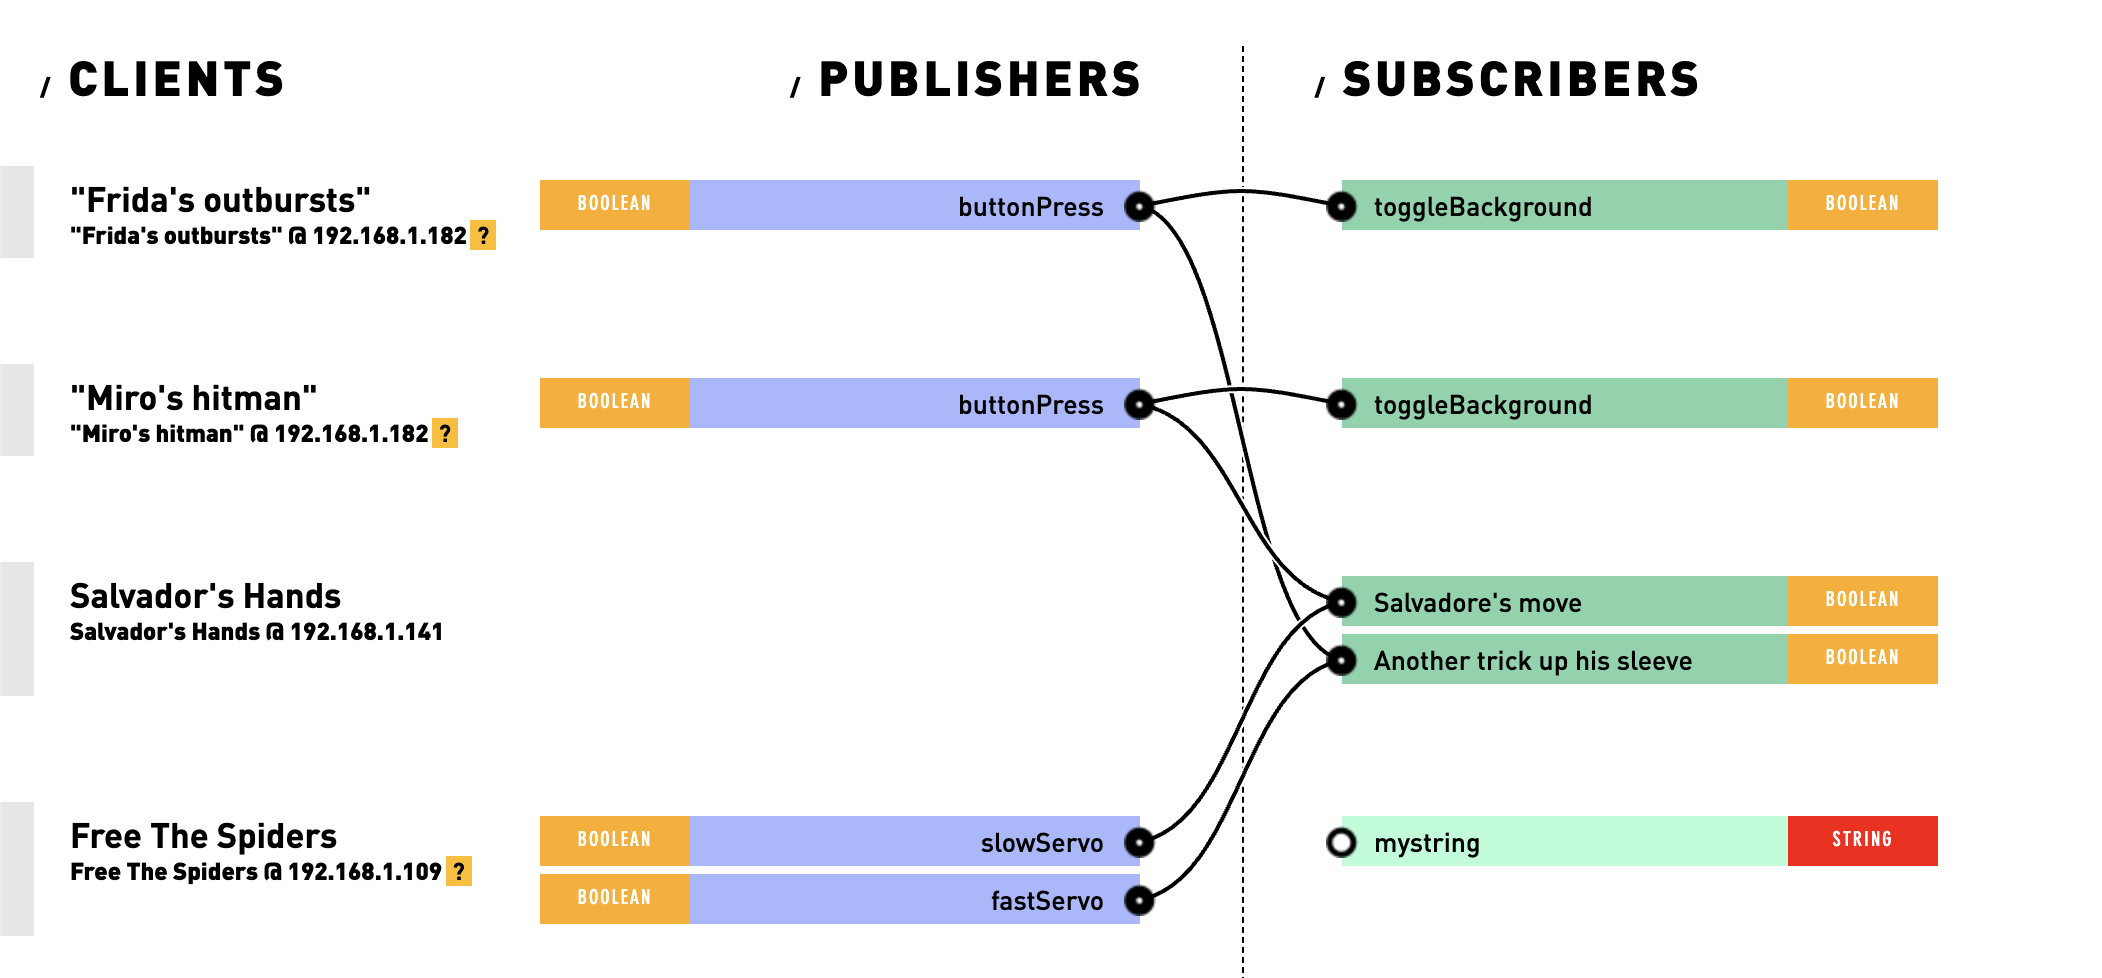 / CLIENTS
/ PUBLISHERS
/ SUBSCRIBERS
"Frida's outbursts"
"Frida's outbursts" @ 192.168.1.182 ?
BOOLEAN
buttonPress
toggleBackground
BOOLEAN
"Miro's hitman"
"Miro's hitman" @ 192.168.1.182 ?
BOOLEAN
buttonPress
toggleBackground
BOOLEAN
Salvador's Hands
Salvador's Hands @ 192.168.1.141
Salvadore's move
BOOLEAN
Another trick up his sleeve
BOOLEAN
Free The Spiders
Free The Spiders @ 192.168.1.109 ?
BOOLEAN
slowServo
mystring
STRING
BOOLEAN
fastServo